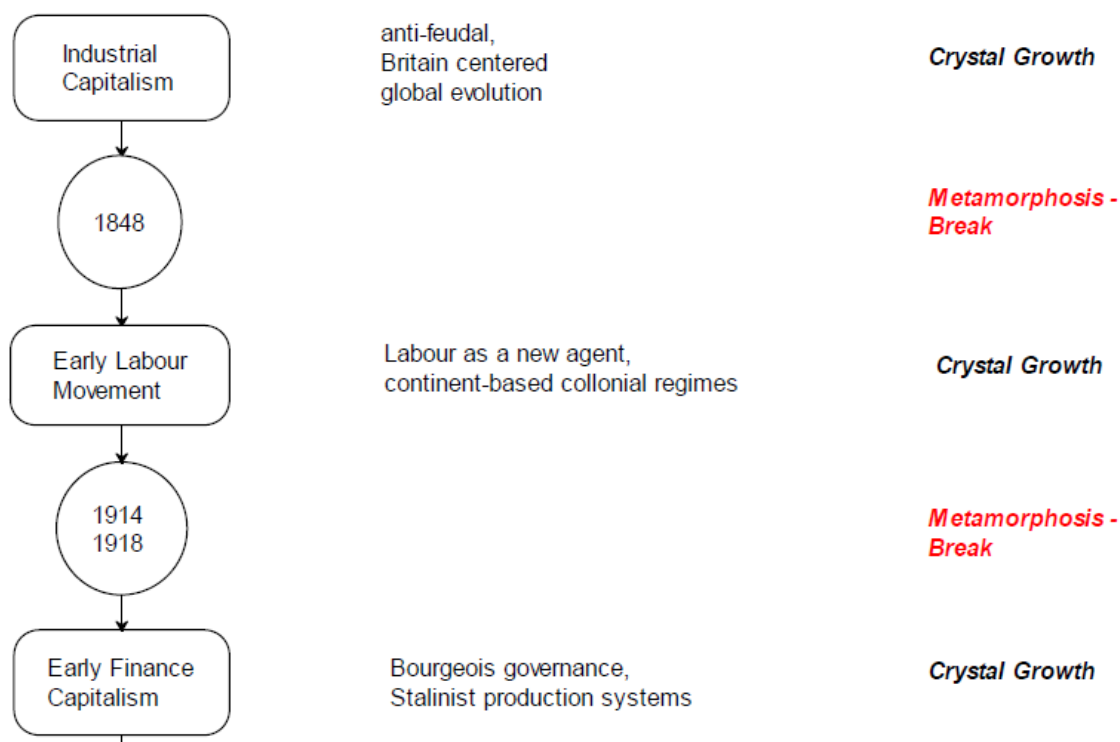 Industrial
Capitalism
anti-feudal,
Britain centered
global evolution
Crystal Growth
1848
Metamorphosis -
Break
Early Labour
Movement
Labour as a new agent,
continent-based collonial regimes
Crystal Growth
1914
1918
Metamorphosis -
Break
Early Finance
Capitalism
Bourgeois governance,
Stalinist production systems
Crystal Growth